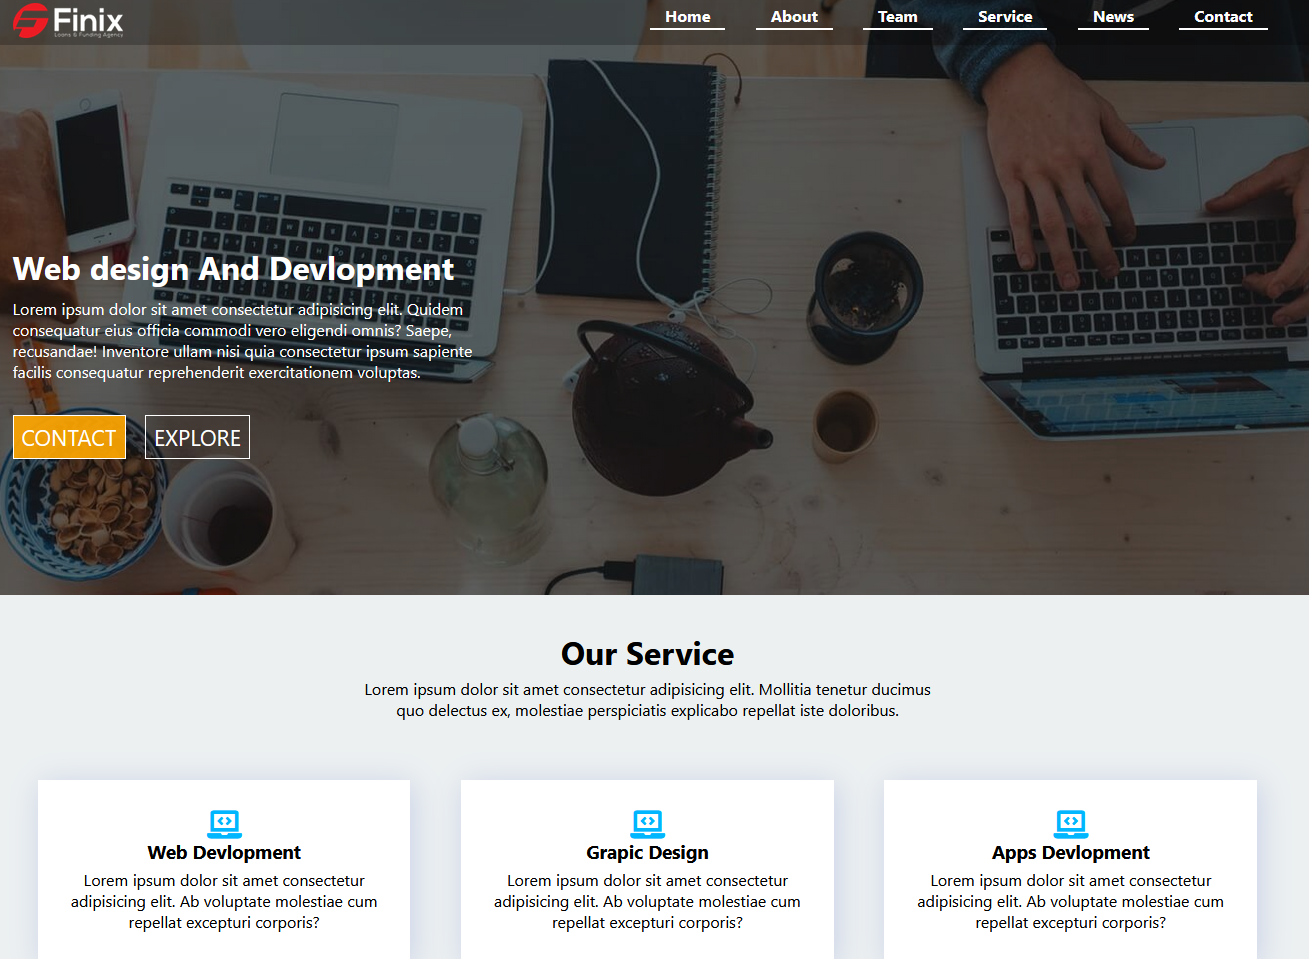 Finix
Loans & Funding Agency
Home About Team Service News Contact
Web design And Devlopment
Lorem ipsum dolor sit amet consectetur adipisicing elit. Quidem
consequatur eius officia commodi vero eligendi omnis? Saepe,
recusandae! Inventore ullam nisi quia consectetur ipsum sapiente
facilis consequatur reprehenderit exercitationem voluptas.
CONTACT EXPLORE
Our Service
Lorem ipsum dolor sit amet consectetur adipisicing elit. Mollitia tenetur ducimus
quo delectus ex, molestiae perspiciatis explicabo repellat iste doloribus.
Web Devlopment
Lorem ipsum dolor sit amet consectetur
adipisicing elit. Ab voluptate molestiae cum
repellat excepturi corporis?
Grapic Design
Lorem ipsum dolor sit amet consectetur
adipisicing elit. Ab voluptate molestiae cum
repellat excepturi corporis?
Apps Devlopment
Lorem ipsum dolor sit amet consectetur
adipisicing elit. Ab voluptate molestiae cum
repellat excepturi corporis?